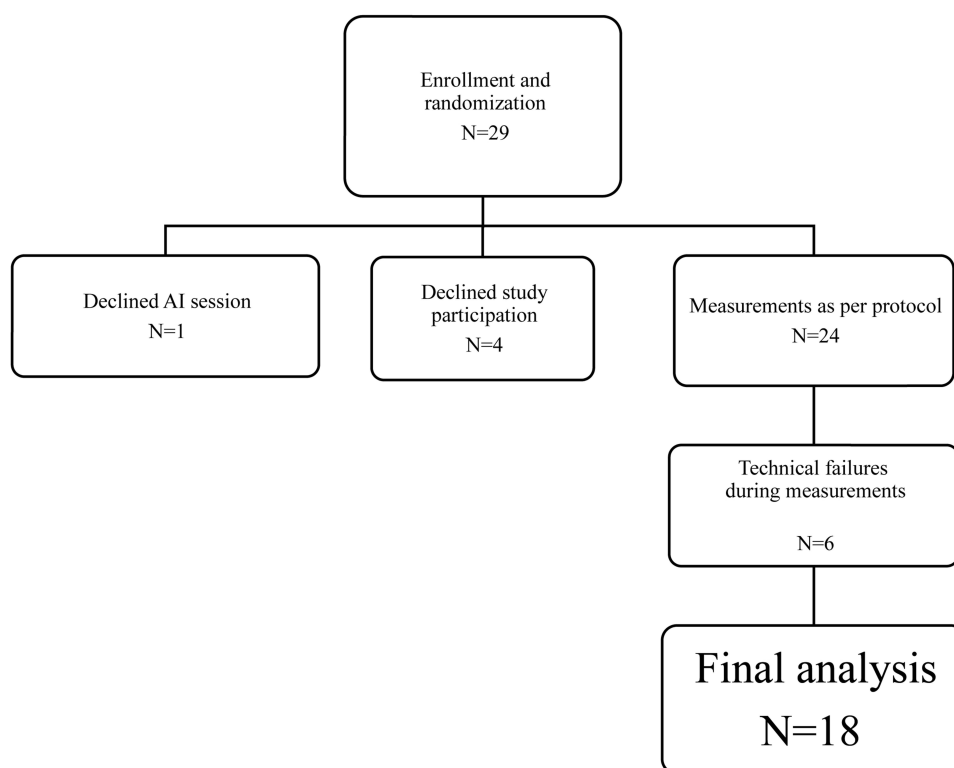 Enrollment and
randomization
N=29
Declined AI session
N=1
Declined study
participation
N=4
Measurements as per protocol
N=24
Technical failures
during measurements
N=6
Final analysis
N=18